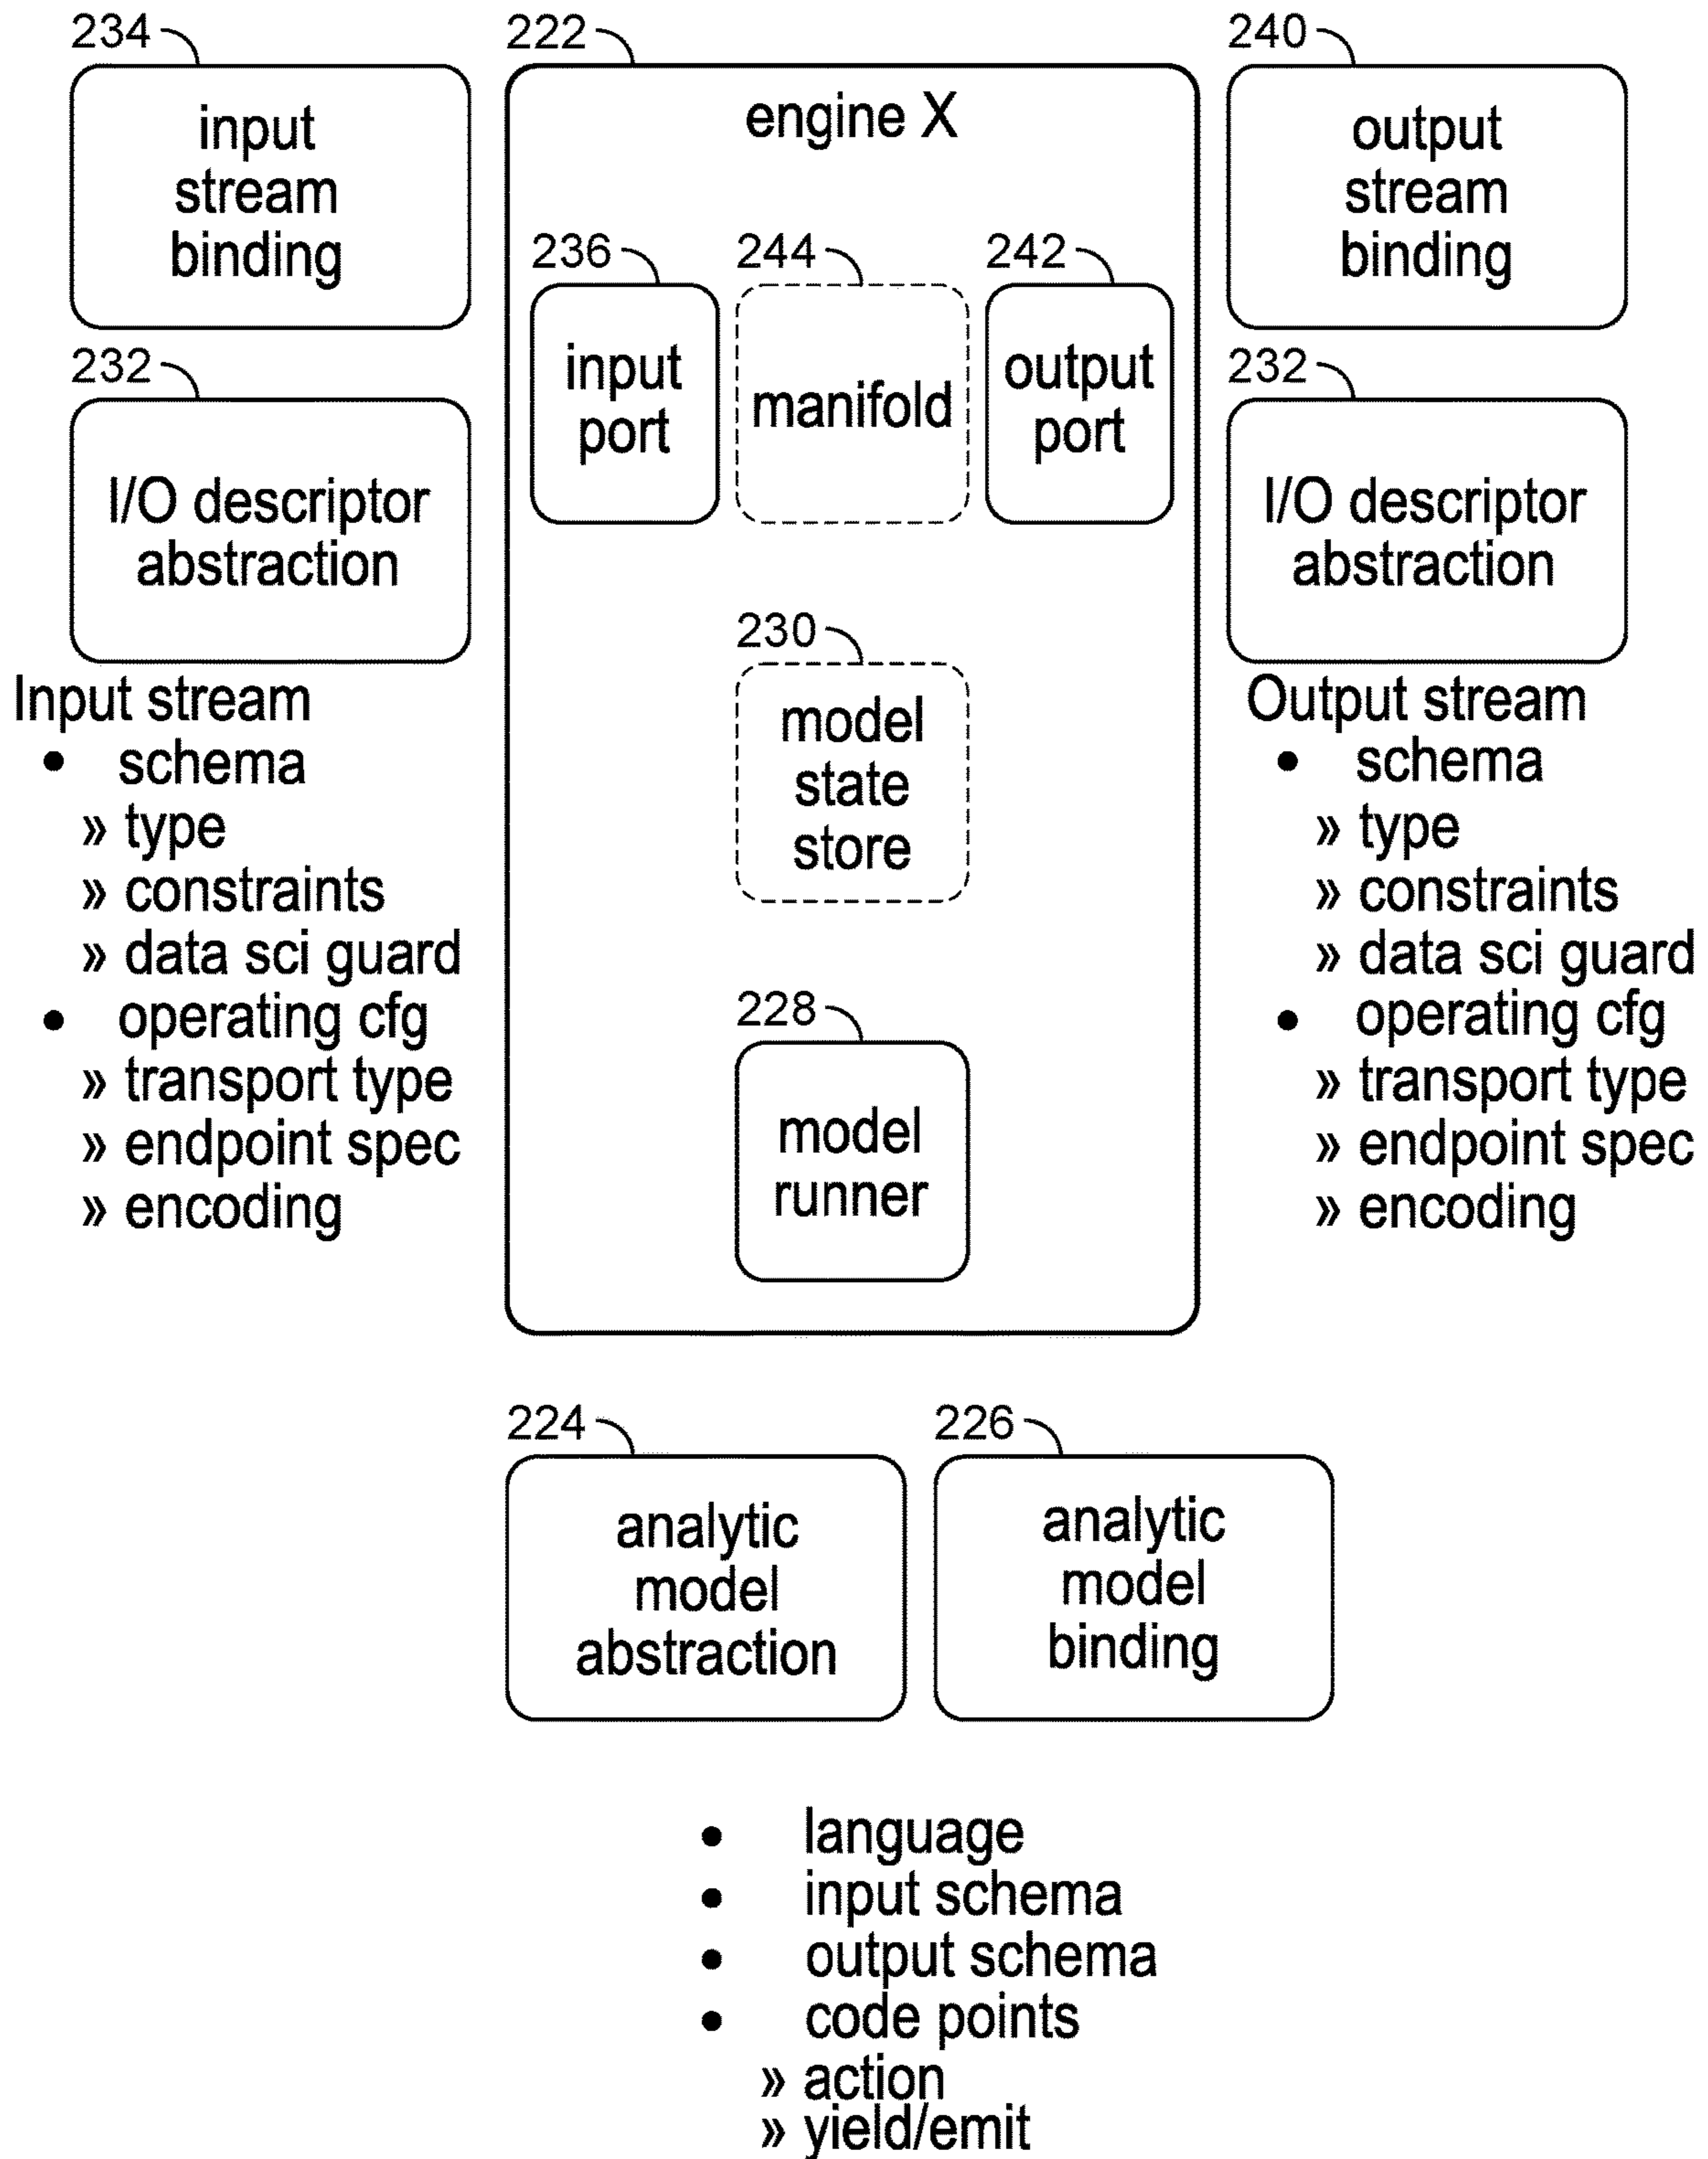 234
input
stream
binding
232
I/O descriptor
abstraction
Input stream
• schema
» type
» constraints
» data sci guard
• operating cfg
» transport type
» endpoint spec
» encoding
222
engine X
236
input
port
244
manifold
242
output
port
230
model
state
store
228
model
runner
240
output
stream
binding
232
I/O descriptor
abstraction
Output stream
• schema
» type
» constraints
» data sci guard
• operating cfg
» transport type
» endpoint spec
» encoding
224
analytic
model
abstraction
226
analytic
model
binding
• language
• input schema
• output schema
• code points
» action
» yield/emit